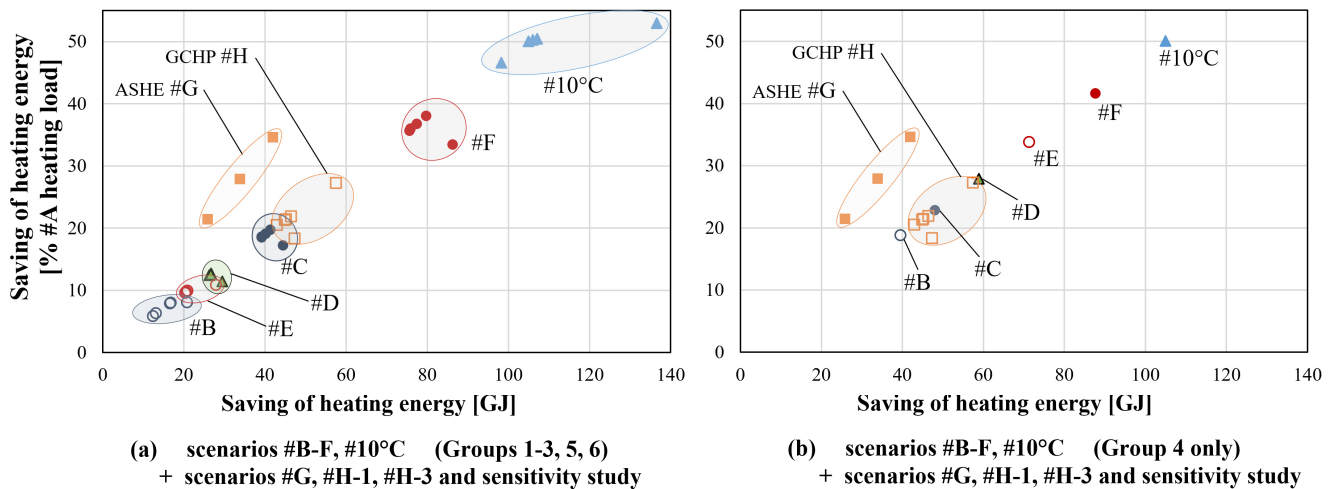 Saving of heating energy
[% #A heating load]
50
40
30
20
10
0
0 20 40 60 80 100 120 140
GCHP #H
ASHE #G
#10°C
#F
#C
#D
#B
#E
Saving of heating energy [GJ]
(a) scenarios #B-F, #10°C (Groups 1-3, 5, 6)
+ scenarios #G, #H-1, #H-3 and sensitivity study
50
40
30
20
10
0
0 20 40 60 80 100 120 140
GCHP #H
ASHE #G
#10°C
#F
#E
#D
#C
#B
Saving of heating energy [GJ]
(b) scenarios #B-F, #10°C (Group 4 only)
+ scenarios #G, #H-1, #H-3 and sensitivity study